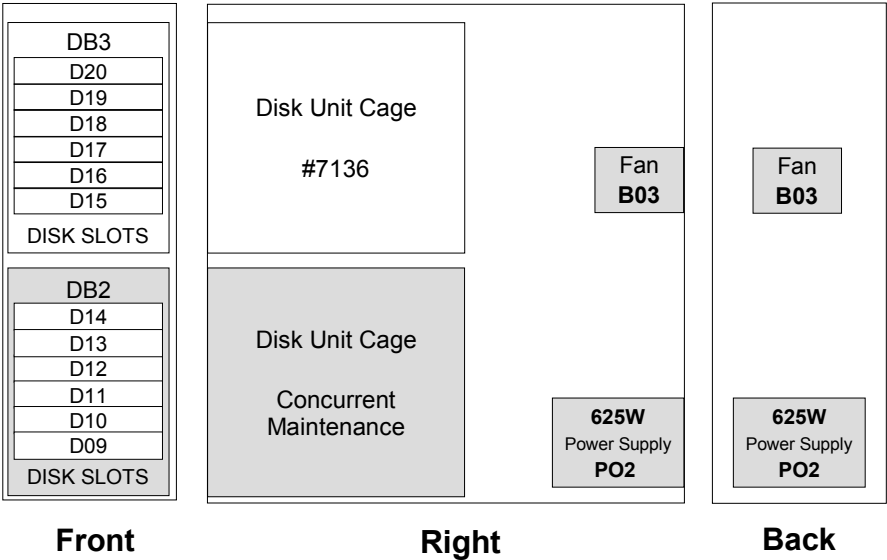 DB3
D20
D19
D18
D17
D16
D15
DISK SLOTS
DB2
D14
D13
D12
D11
D10
D09
DISK SLOTS
Front
Disk Unit Cage
#7136
Disk Unit Cage
Concurrent
Maintenance
Fan
B03
625W
Power Supply
PO2
Right
Fan
B03
625W
Power Supply
PO2
Back